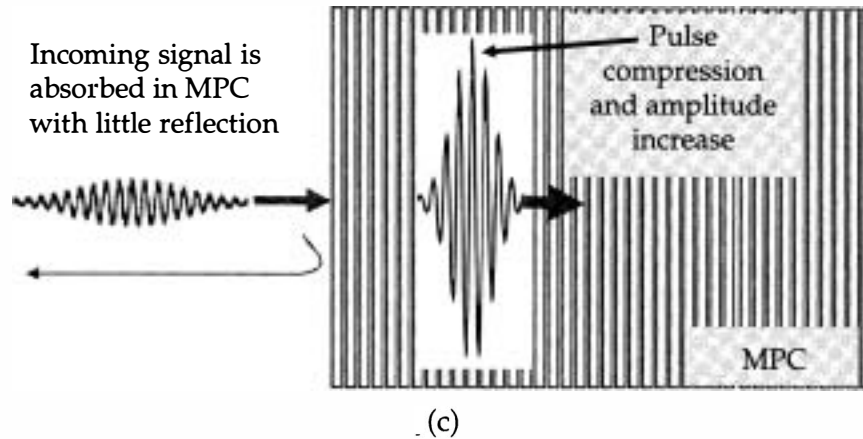 Incoming signal is
absorbed in MPC
with little reflection
Pulse
compression
and amplitude
increase
MPC
(c)